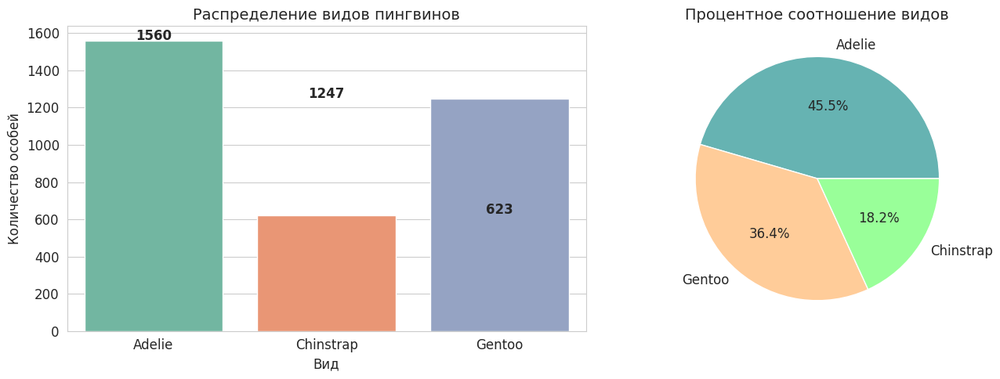 Распределение видов пингвинов
Количество особей
1600
1400
1200
1000
800
600
400
200
0
1560
1247
623
Adelie
Chinstrap
Gentoo
Вид
Процентное соотношение видов
Adelie
45.5%
36.4%
18.2%
Gentoo
Chinstrap